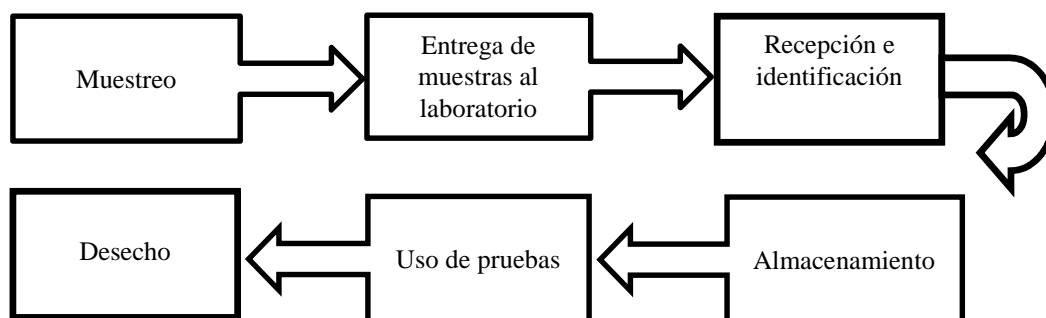 Muestreo
Entrega de
muestras al
laboratorio
Recepción e
identificación
Almacenamiento
Uso de pruebas
Desecho